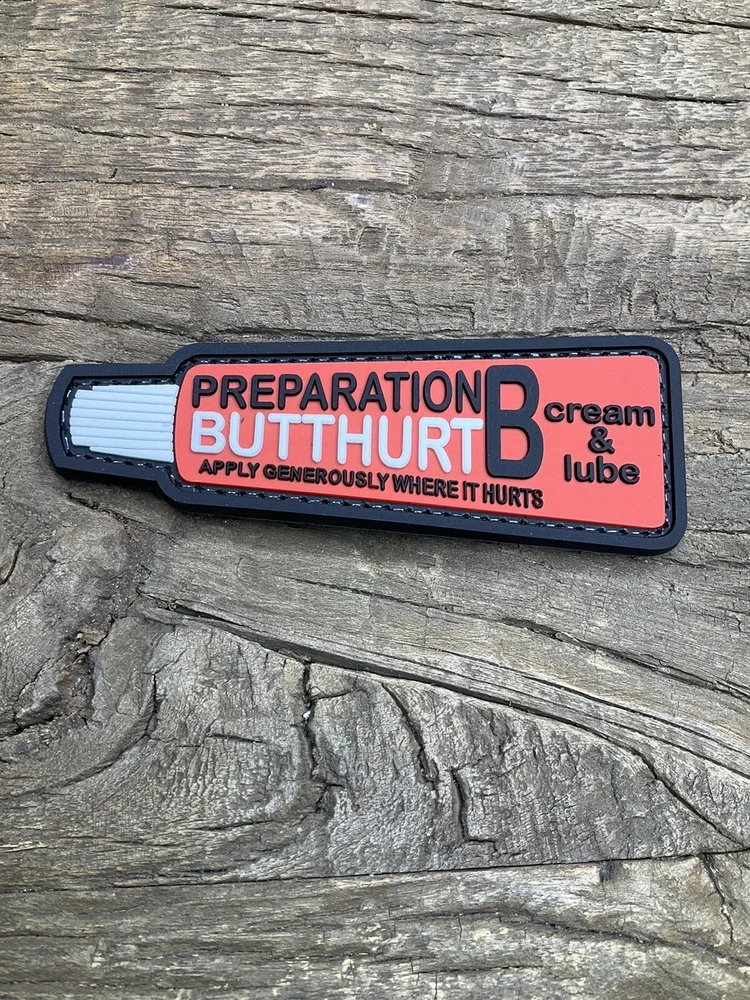 PREPARATION B
BUTTHURT
APPLY GENEROUSLY WHERE IT HURTS
cream
&
lube